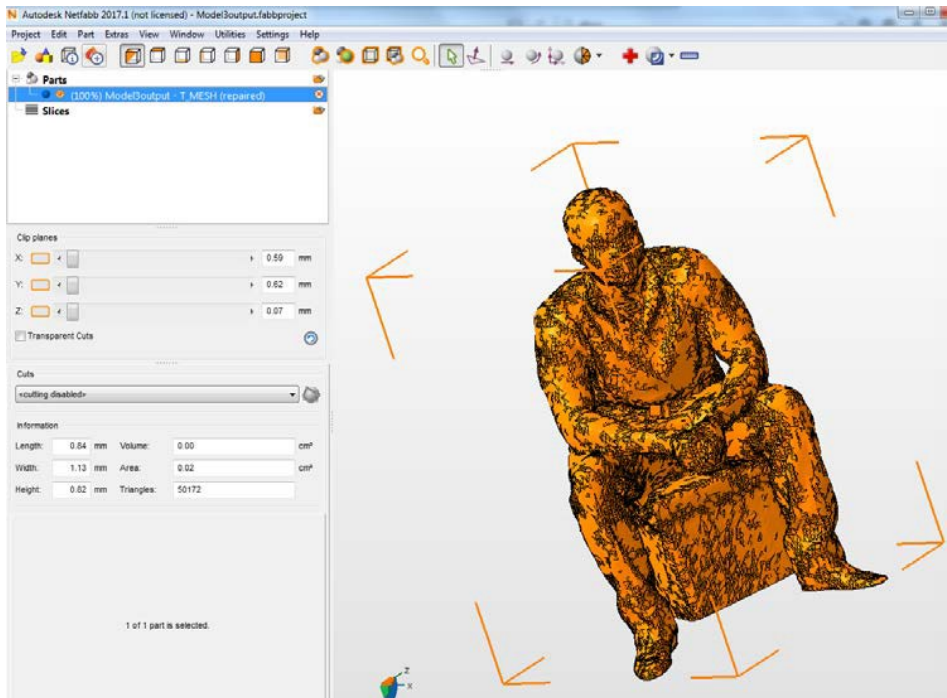 Autodesk Netfabb 2017.1 (not licensed) - Model3output.fabbproject
Project Edit Part Extras View Window Utilities Settings Help
Parts
(100%) Model3output - T_MESH (repaired)
Slices
Clip planes
X: 0.59 mm
Y: 0.62 mm
Z: 0.07 mm
Transparent Cuts
Cuts
<cutting disabled>
Information
Length: 0.84 mm Volume: 0.00 cm³
Width: 1.13 mm Area: 0.02 cm²
Height: 0.62 mm Triangles: 50172
1 of 1 part is selected.
Z
X